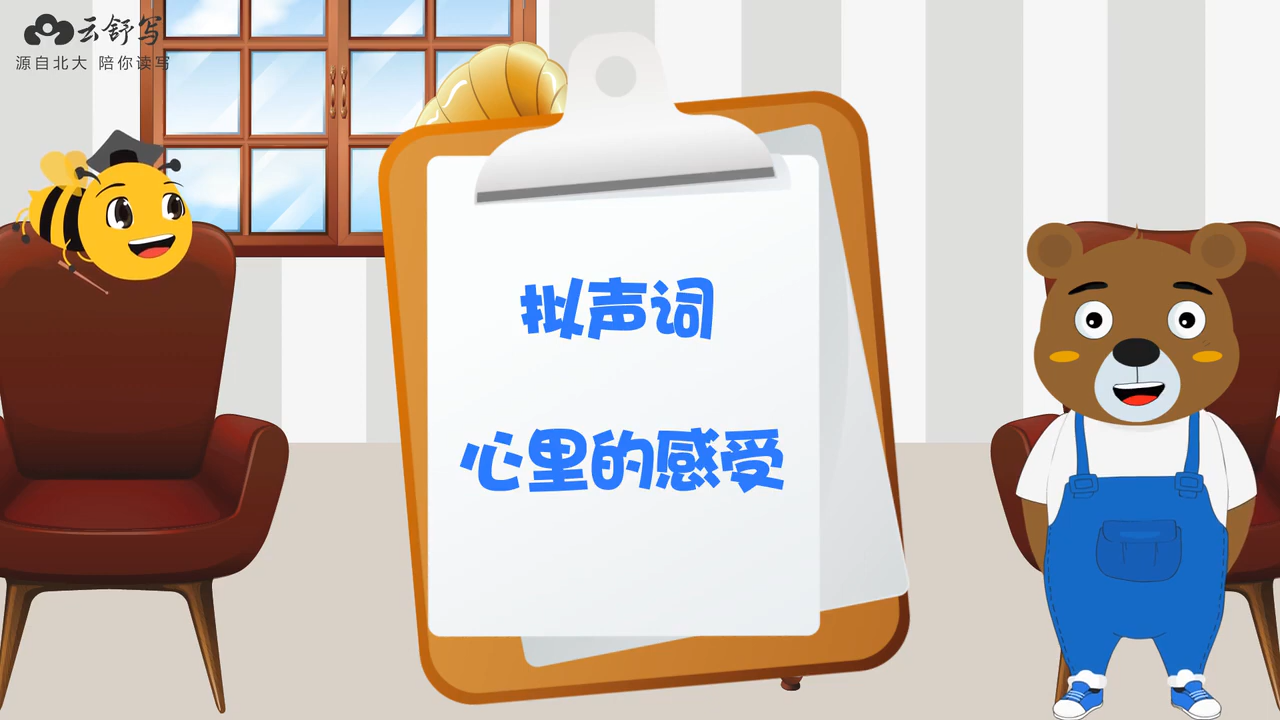 云舒写
源自北大 陪你读写
拟声词
心里的感受